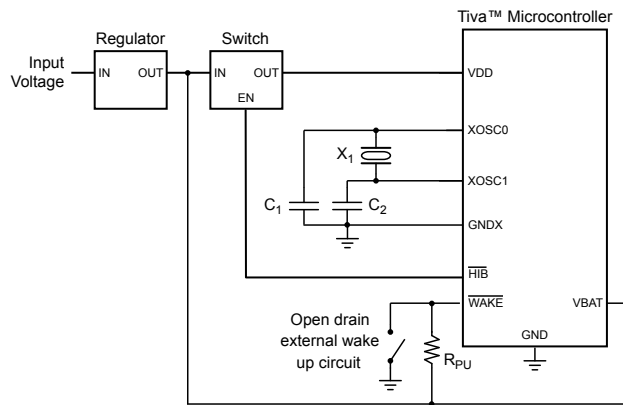 Tiva™ Microcontroller
Regulator
Switch
Input
Voltage
IN
OUT
IN
OUT
EN
VDD
XOSC0
X1
XOSC1
C1
C2
GNDX
HIB
WAKE
VBAT
Open drain
external wake
up circuit
RPU
GND